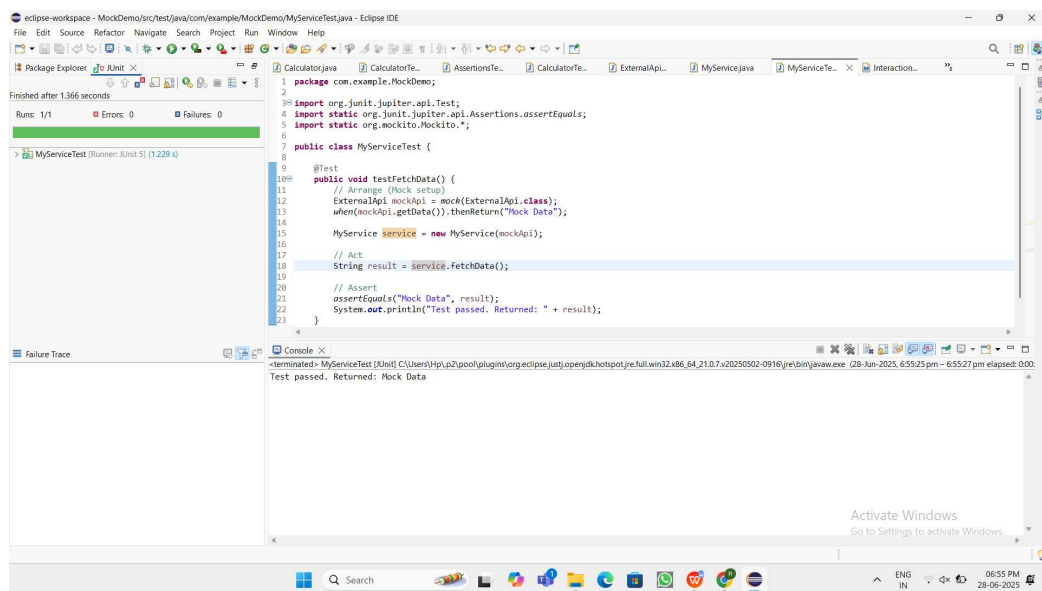 eclipse-workspace - MockDemo/src/test/java/com/example/MockDemo/MyServiceTest.java - Eclipse IDE
File Edit Source Refactor Navigate Search Project Run Window Help
Package Explorer JUnit
Finished after 1.366 seconds
Runs: 1/1 Errors: 0 Failures: 0
MyServiceTest [Runner: JUnit 5] (1.229 s)
Failure Trace
Calculator.java CalculatorTe... AssertionsTe... CalculatorTe... ExternalApi... MyService.java MyServiceTe... Interaction...
1 package com.example.MockDemo;
2
3 import org.junit.jupiter.api.Test;
4 import static org.junit.jupiter.api.Assertions.assertEquals;
5 import static org.mockito.Mockito.*;
6
7 public class MyServiceTest {
8
9 @Test
10 public void testFetchData() {
11 // Arrange (Mock setup)
12 ExternalApi mockApi = mock(ExternalApi.class);
13 when(mockApi.getData()).thenReturn("Mock Data");
14
15 MyService service = new MyService(mockApi);
16
17 // Act
18 String result = service.fetchData();
19
20 // Assert
21 assertEquals("Mock Data", result);
22 System.out.println("Test passed. Returned: " + result);
23 }
Console
<terminated> MyServiceTest [JUnit] C:\Users\Hp\.p2\pool\plugins\org.eclipse.justj.openjdk.hotspot.jre.full.win32.x86_64_21.0.7.v20250502-0916\jre\bin\javaw.exe (28-Jun-2025, 6:55:25 pm – 6:55:27 pm elapsed: 0:00:
Test passed. Returned: Mock Data
Activate Windows
Go to Settings to activate Windows.
Search
ENG
IN
06:55 PM
28-06-2025